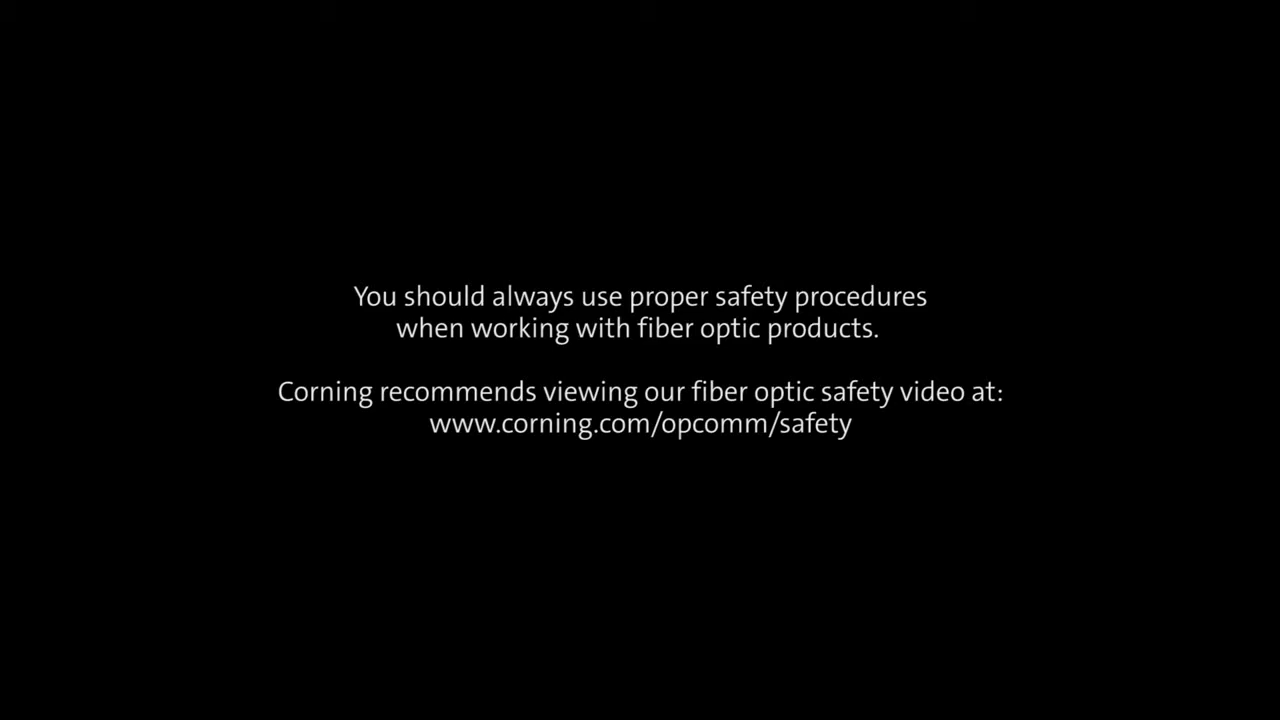 You should always use proper safety procedures
when working with fiber optic products.
Corning recommends viewing our fiber optic safety video at:
www.corning.com/opcomm/safety